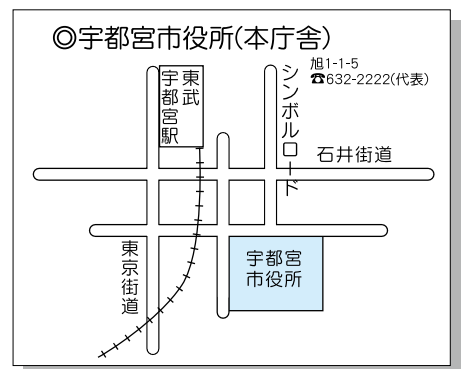 ◎宇都宮市役所(本庁舎)
旭1-1-5
☎632-2222(代表)
東武
宇都宮駅
シンボルロード
石井街道
東京街道
宇都宮
市役所